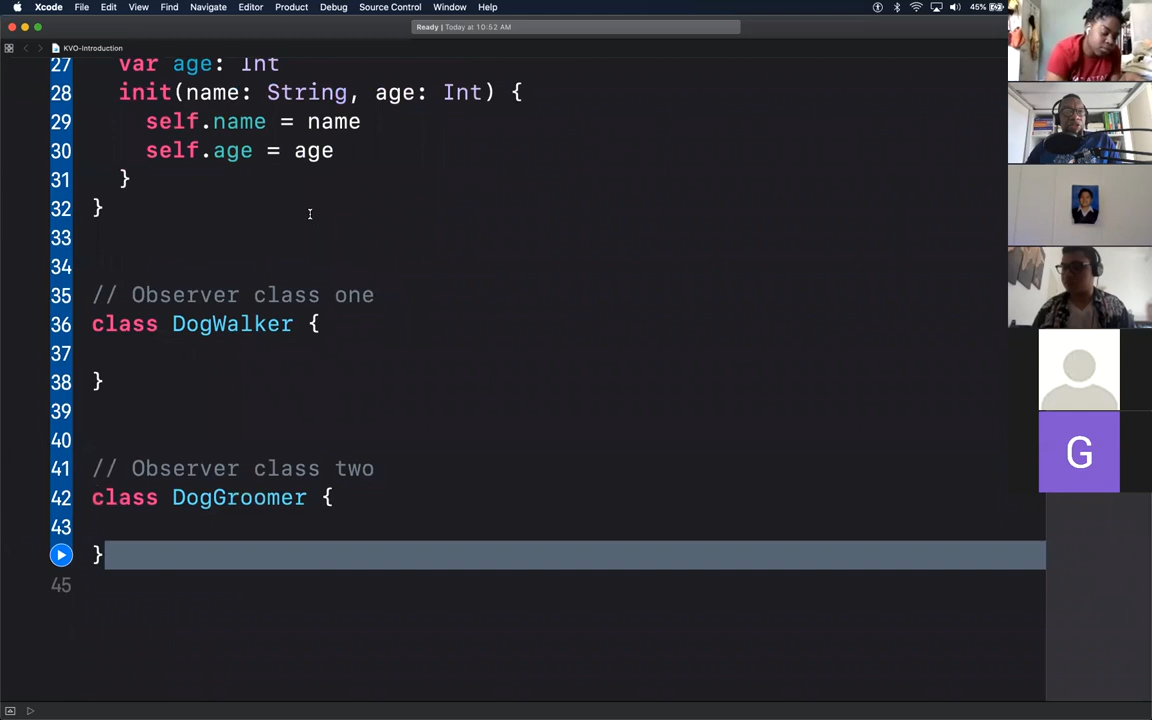 Xcode File Edit View Find Navigate Editor Product Debug Source Control Window Help 45%
Ready | Today at 10:52 AM
KVO-Introduction
27 var age: Int
28 init(name: String, age: Int) {
29 self.name = name
30 self.age = age
31 }
32 }
33
34
35 // Observer class one
36 class DogWalker {
37
38 }
39
40
41 // Observer class two
42 class DogGroomer {
43
}
45
G